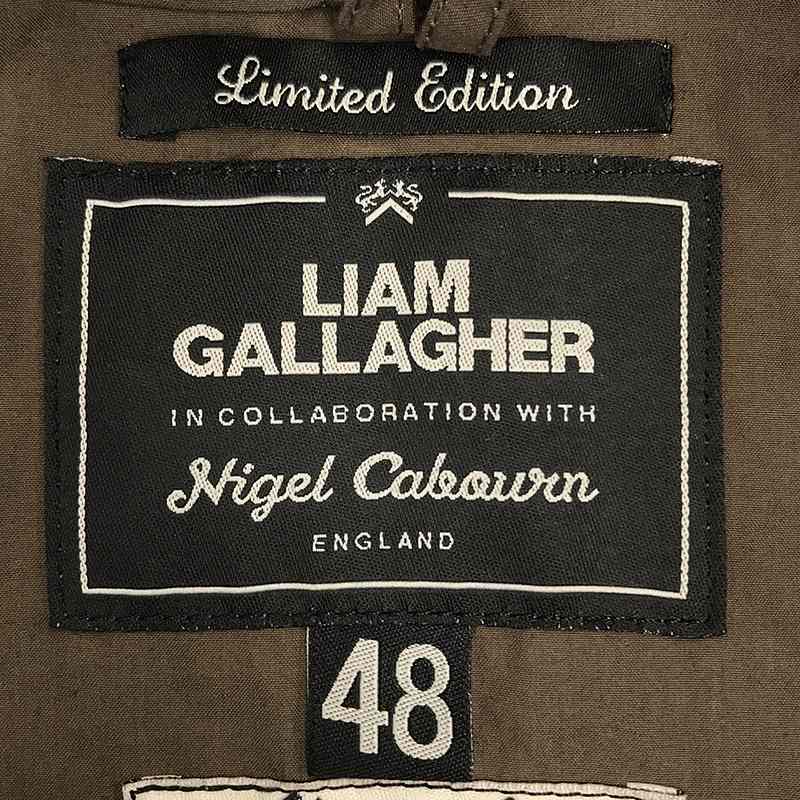 Limited Edition
LIAM
GALLAGHER
IN COLLABORATION WITH
Nigel Cabourn
ENGLAND
48